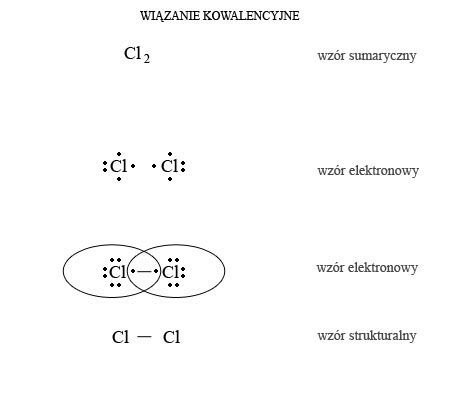 WIĄZANIE KOWALENCYJNE
Cl2 wzór sumaryczny
Cl Cl wzór elektronowy
Cl — Cl wzór elektronowy
Cl — Cl wzór strukturalny